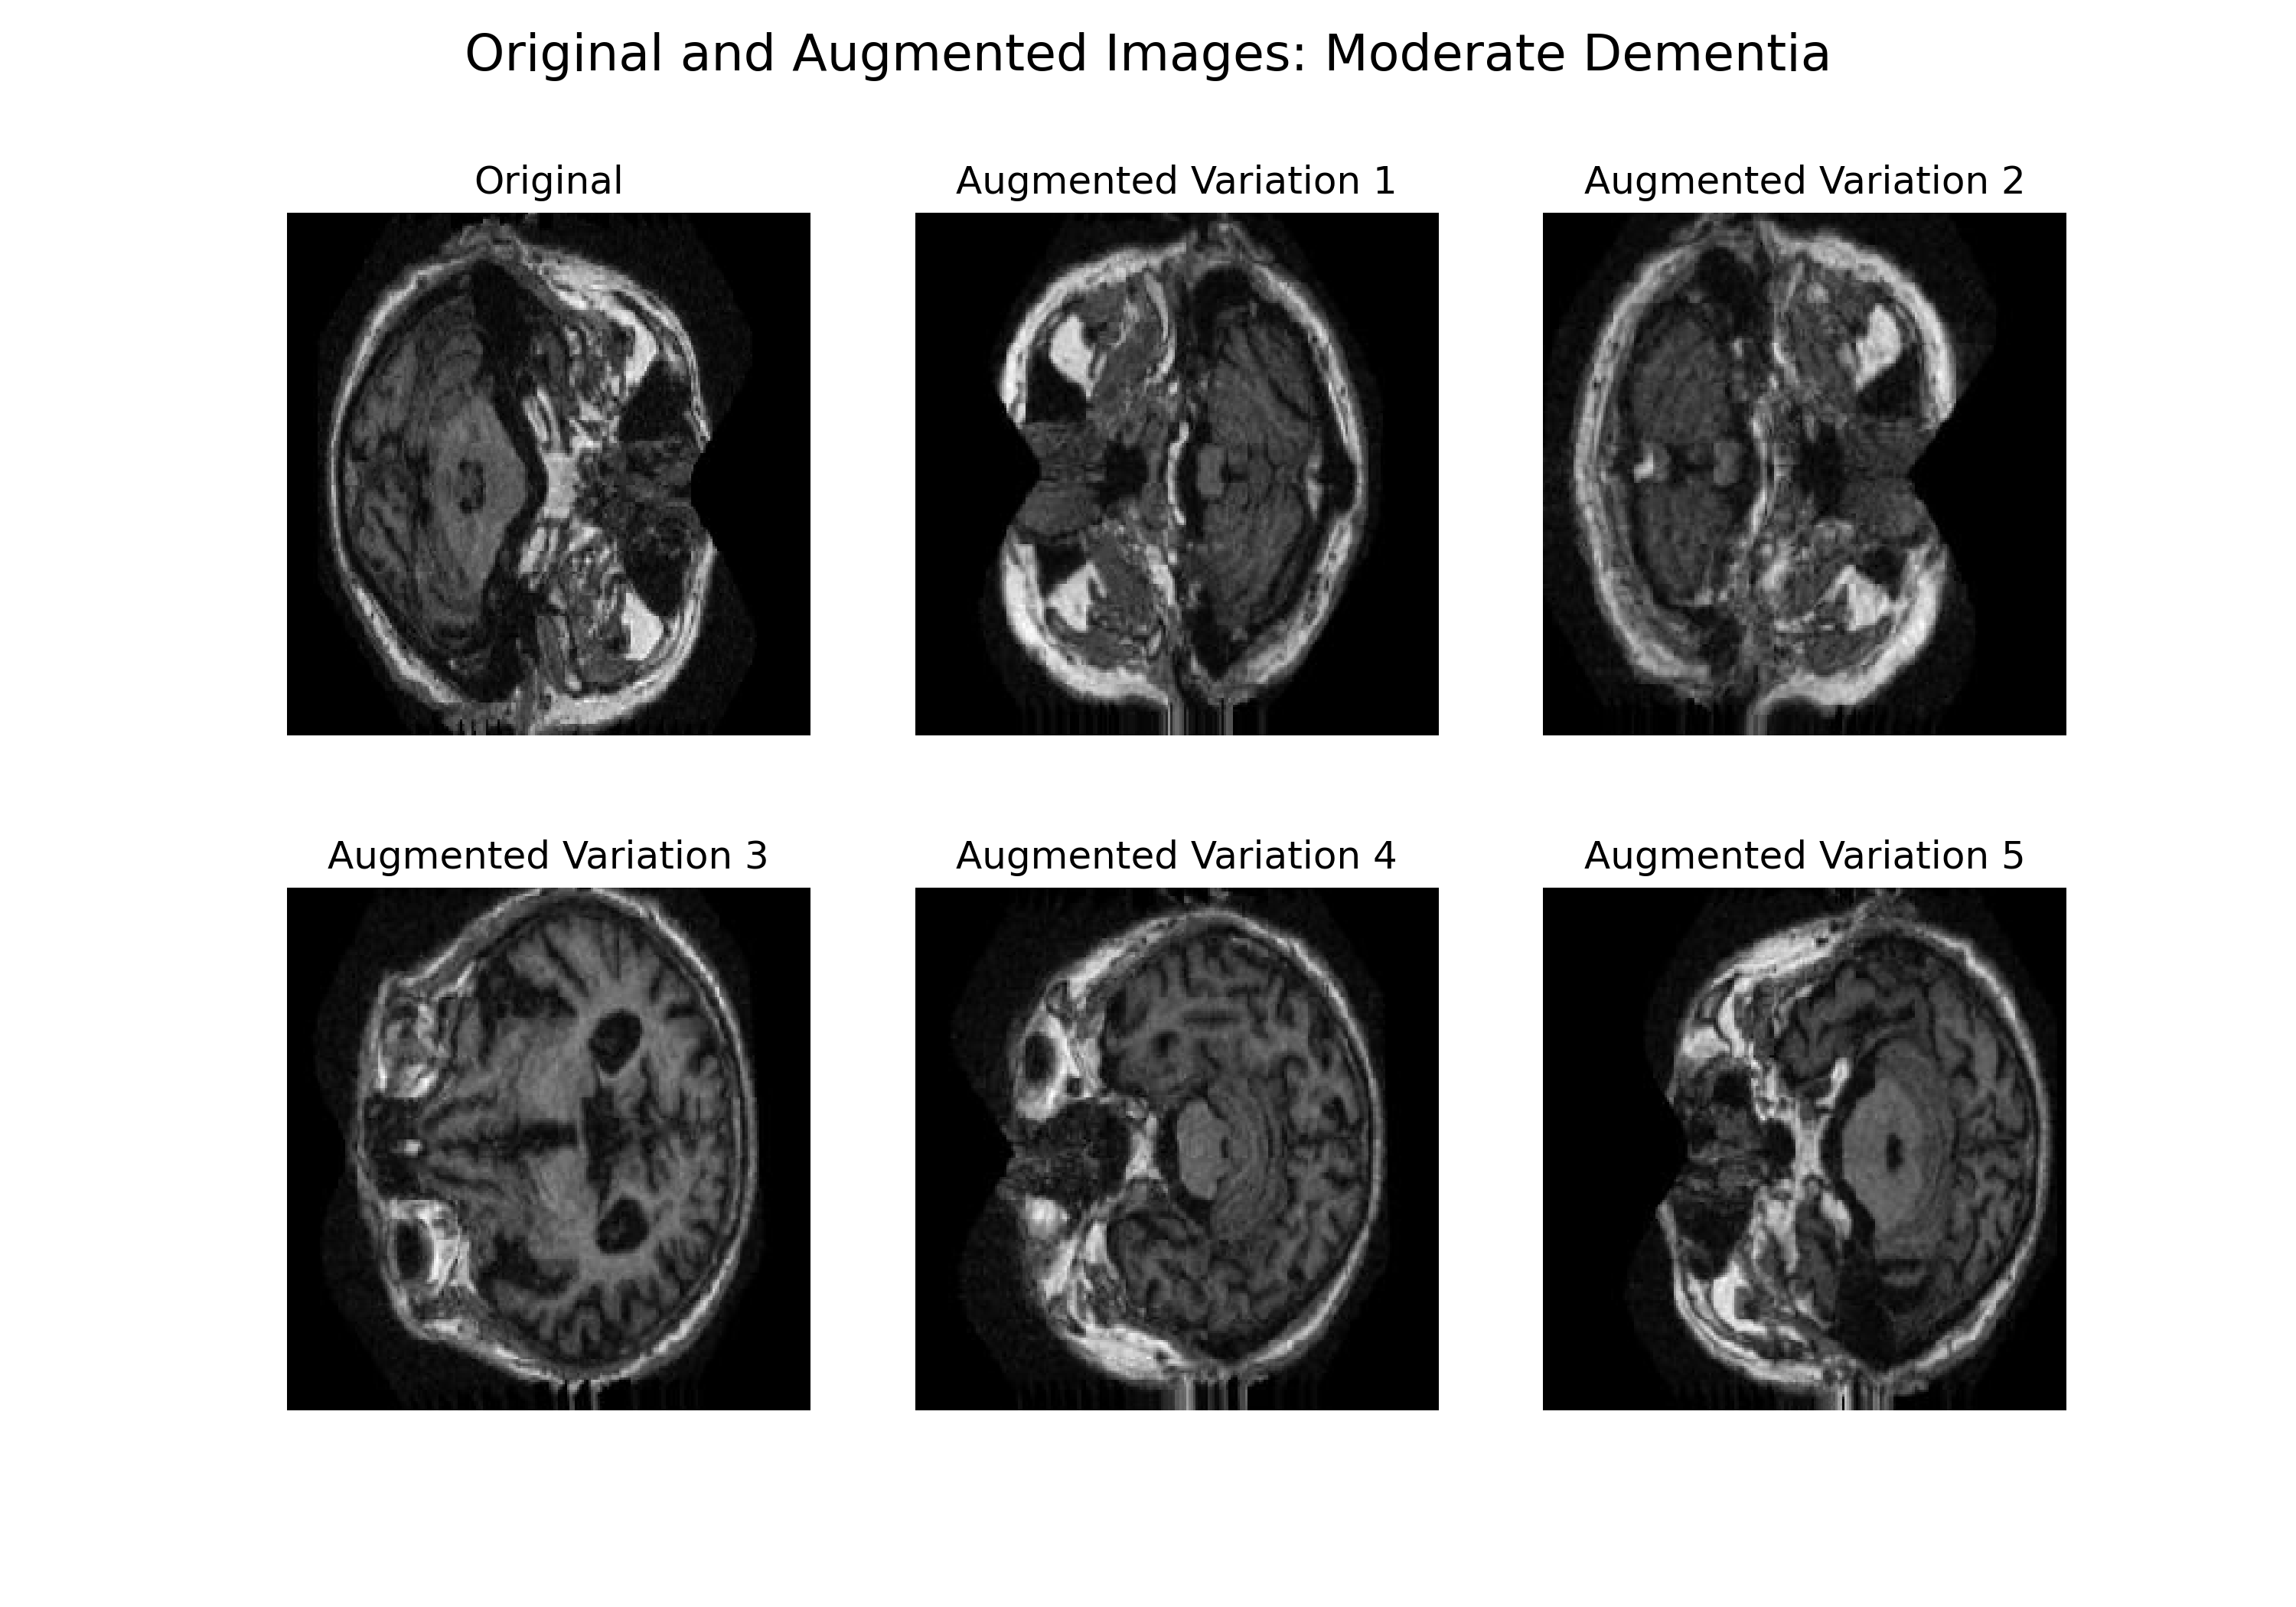 Original and Augmented Images: Moderate Dementia
Original
Augmented Variation 1
Augmented Variation 2
Augmented Variation 3
Augmented Variation 4
Augmented Variation 5